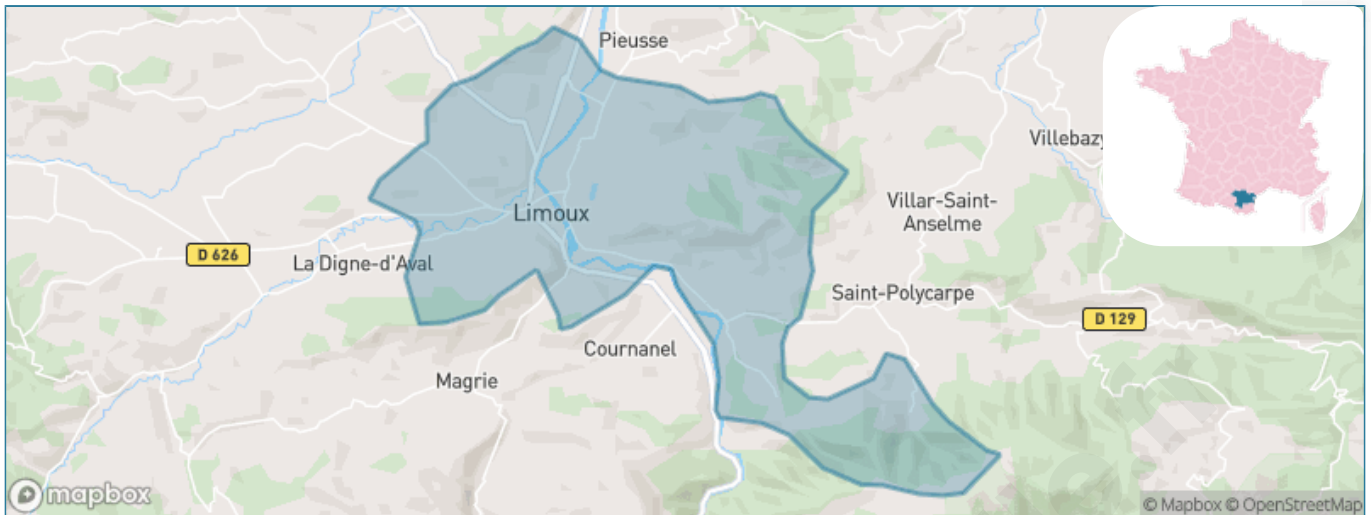 Pieusse
Villebazy
Limoux
Villar-Saint-
Anselme
D 626
La Digne-d'Aval
Saint-Polycarpe
D 129
Cournanel
Magrie
mapbox
© Mapbox © OpenStreetMap